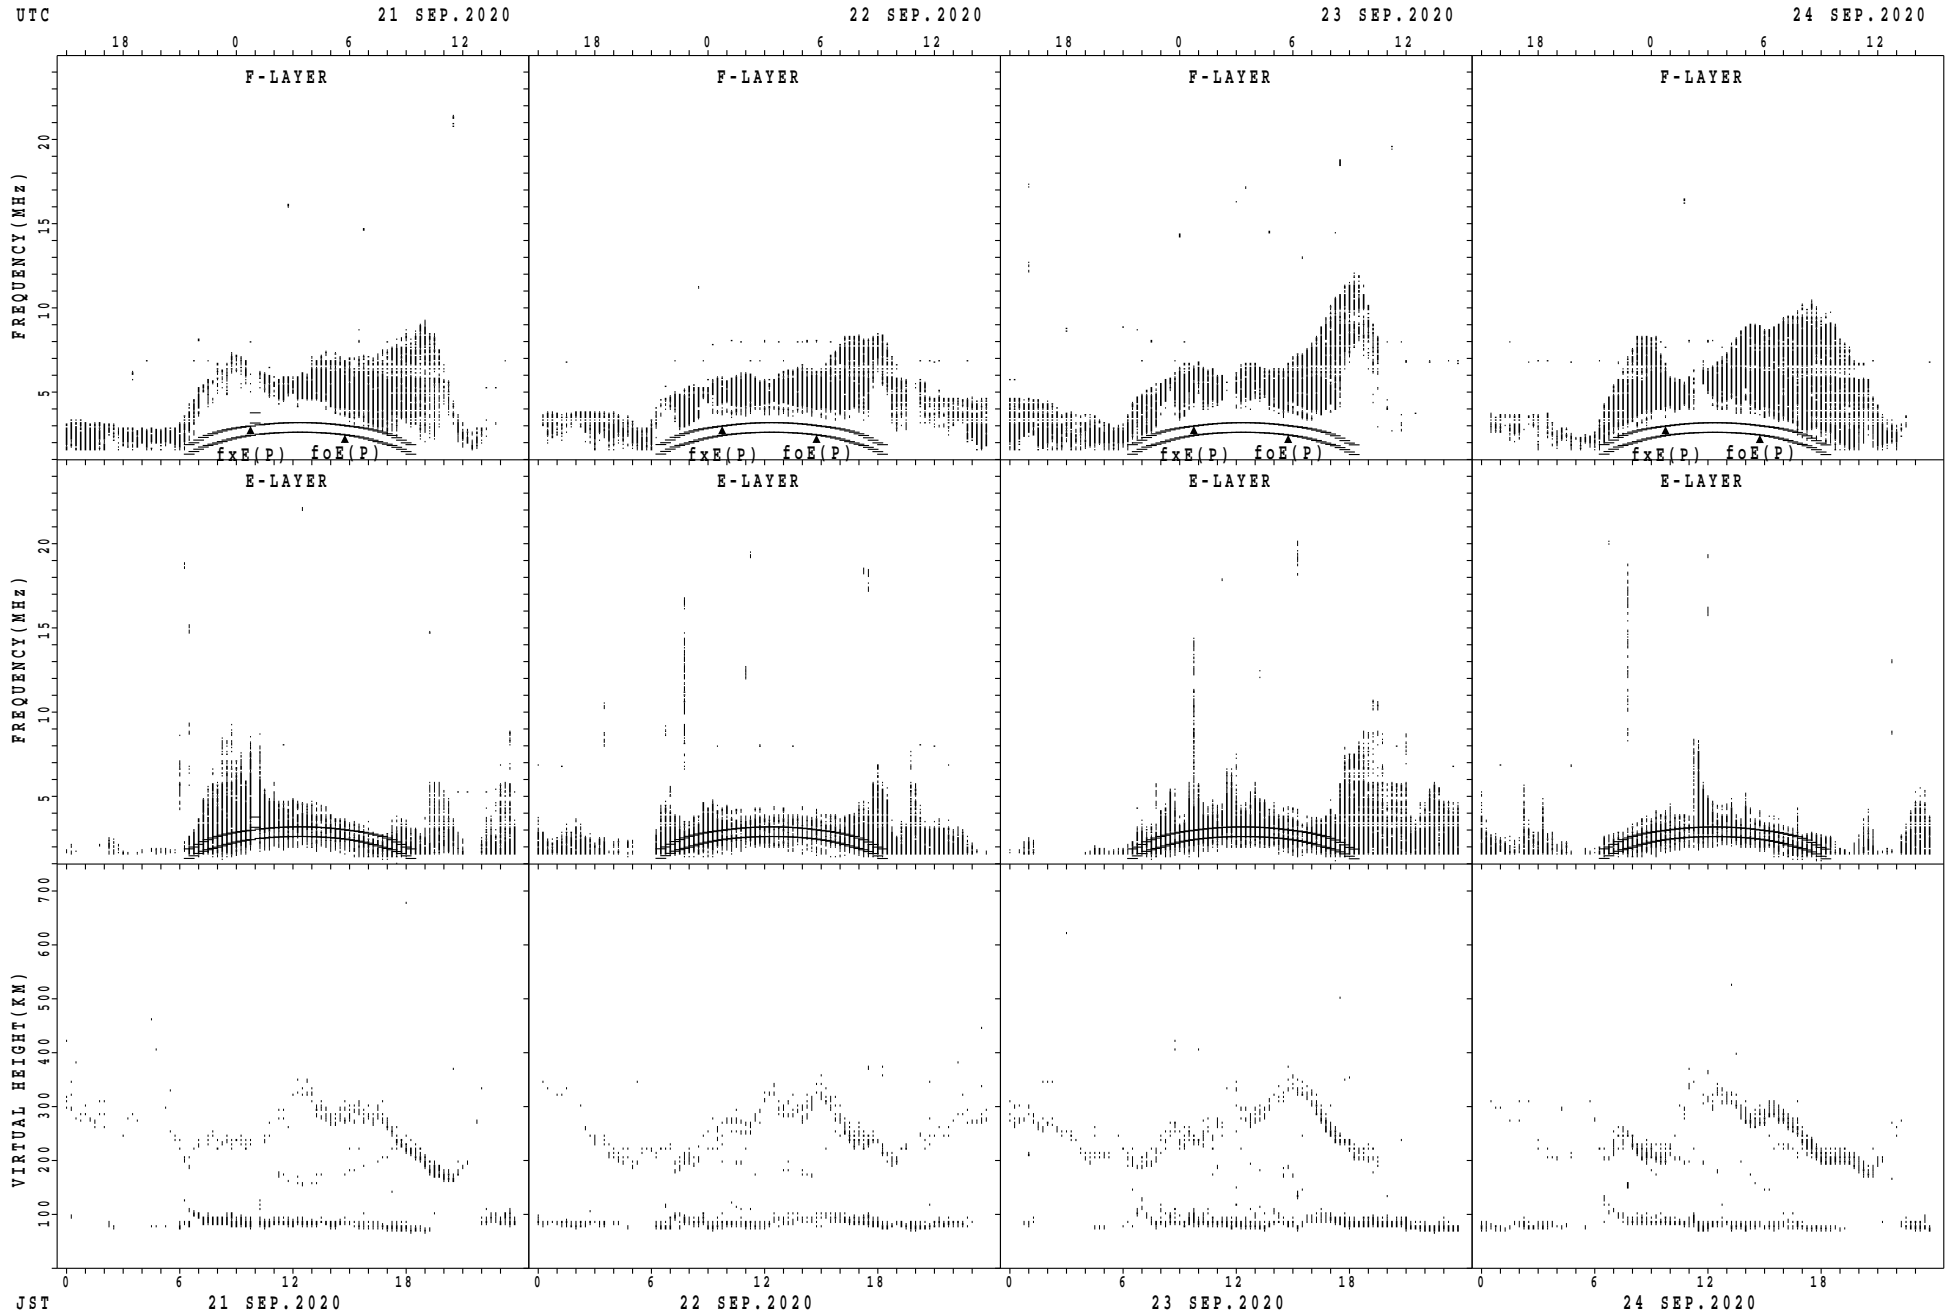 UTC 21 SEP.2020 22 SEP.2020 23 SEP.2020 24 SEP.2020
18 0 6 12 18 0 6 12 18 0 6 12 18 0 6 12
F-LAYER F-LAYER F-LAYER F-LAYER
FREQUENCY(MHz)
20
15
10
5
fxE(P) foE(P) fxE(P) foE(P) fxE(P) foE(P) fxE(P) foE(P)
E-LAYER E-LAYER E-LAYER E-LAYER
FREQUENCY(MHz)
20
15
10
5
VIRTUAL HEIGHT(KM)
700
600
500
400
300
200
100
0 6 12 18 0 6 12 18 0 6 12 18 0 6 12 18
JST 21 SEP.2020 22 SEP.2020 23 SEP.2020 24 SEP.2020